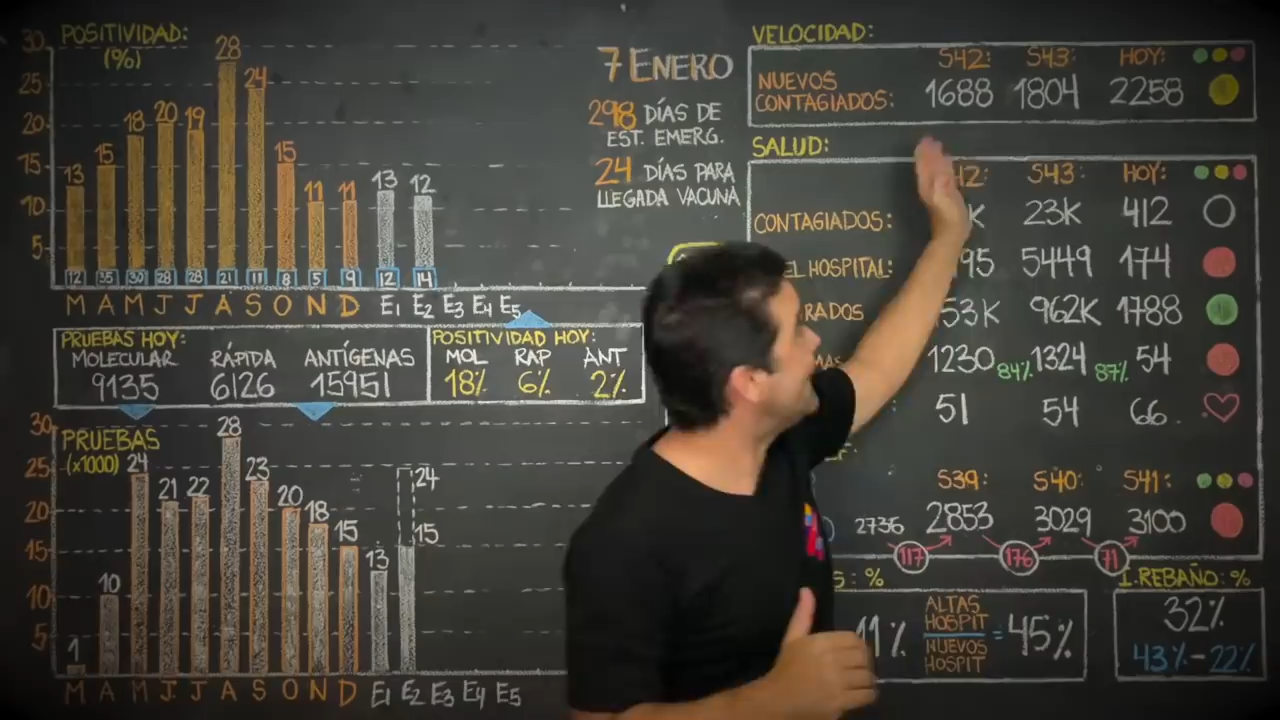 POSITIVIDAD:
(%)
30
25
20
15
10
5
13 15 18 20 19 28 24 15 11 11 13 12
12 35 30 28 28 21 11 8 5 9 12 14
M A M J J A S O N D E1 E2 E3 E4 E5
7 ENERO
298 DÍAS DE
EST. EMERG.
24 DÍAS PARA
LLEGADA VACUNA
PRUEBAS HOY:
MOLECULAR RÁPIDA ANTÍGENAS
9135 6126 15951
POSITIVIDAD HOY:
MOL RAP ANT
18% 6% 2%
PRUEBAS
(x1000)
30
25
20
15
10
5
1 10 24 21 22 28 23 20 18 15 13 24
15
M A M J J A S O N D E1 E2 E3 E4 E5
VELOCIDAD:
S42: S43: HOY:
NUEVOS
CONTAGIADOS: 1688 1804 2258
SALUD:
42: S43: HOY:
CONTAGIADOS: K 23K 412
EL HOSPITAL: 95 5449 174
RADOS 53K 962K 1788
1230 84% 1324 87% 54
51 54 66
S39: S40: S41:
2736 2853 3029 3100
117 176 71
S: %
11% ALTAS
HOSPIT
NUEVOS
HOSPIT = 45%
I. REBAÑO: %
32%
43% - 22%